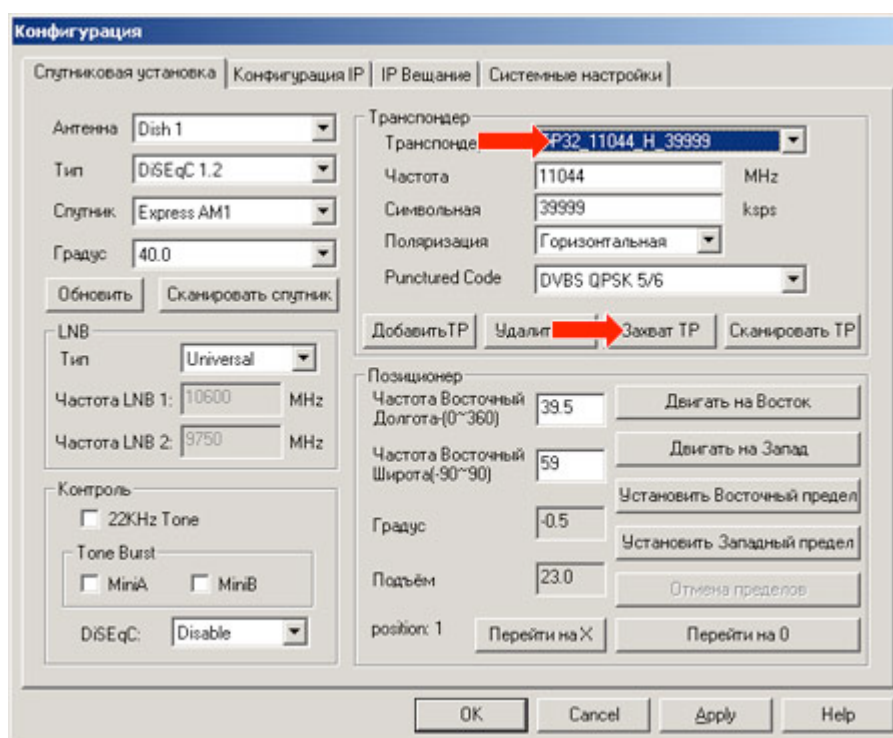 Конфигурация
Спутниковая установка Конфигурация IP IP Вещание Системные настройки
Антенна Dish 1
Тип DiSEqC 1.2
Спутник Express AM1
Градус 40.0
Обновить Сканировать спутник
LNB
Тип Universal
Частота LNB 1: 10600 MHz
Частота LNB 2: 9750 MHz
Контроль
22KHz Tone
Tone Burst
MiniA MiniB
DiSEqC: Disable
Транспондер
Транспонде P32_11044_H_39999
Частота 11044 MHz
Символьная 39999 ksps
Поляризация Горизонтальная
Punctured Code DVBS QPSK 5/6
ДобавитьTP Удалит Захват TP Сканировать TP
Позиционер
Частота Восточный Долгота-(0~360) 39.5 Двигать на Восток
Частота Восточный Широта(-90~90) 59 Двигать на Запад
Установить Восточный предел
Градус -0.5
Установить Западный предел
Подъём 23.0
Отмена пределов
position: 1 Перейти на X Перейти на 0
OK Cancel Apply Help